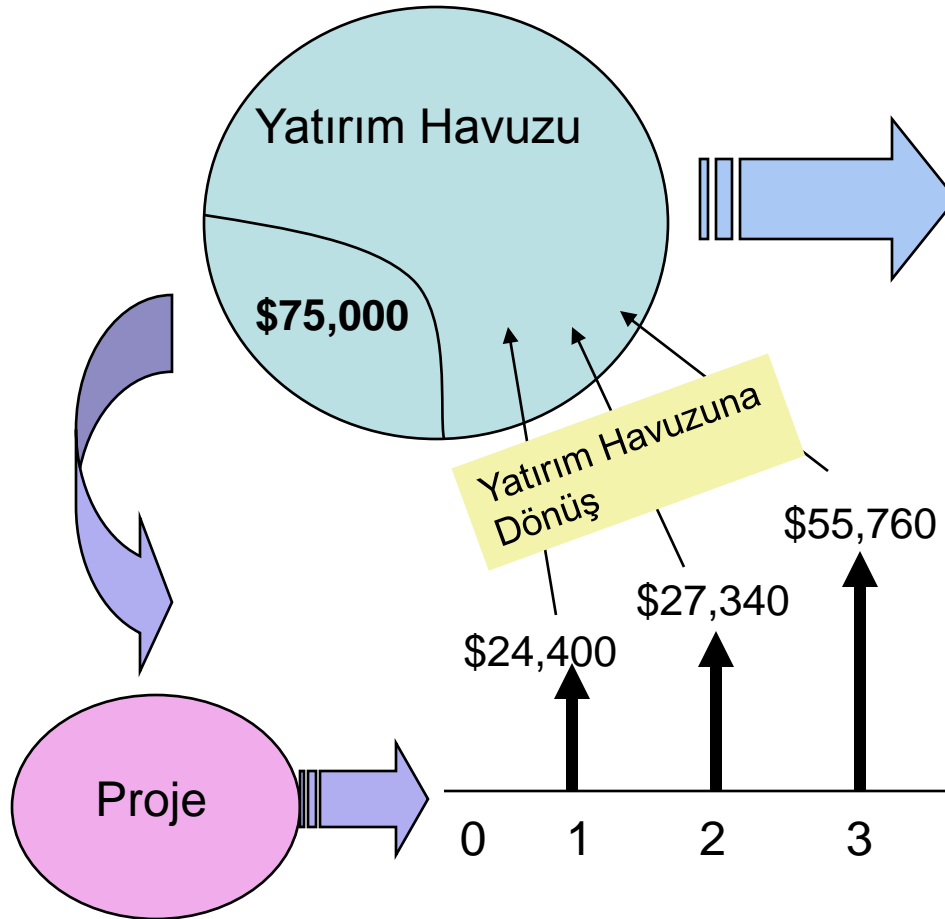 Yatırım Havuzu
$75,000
Yatırım Havuzuna
Dönüş
$55,760
$27,340
$24,400
Proje
0 1 2 3